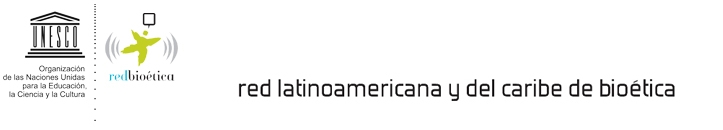 UNESCO
Organización
de las Naciones Unidas
para la Educación,
la Ciencia y la Cultura
redbioética
red latinoamericana y del caribe de bioética